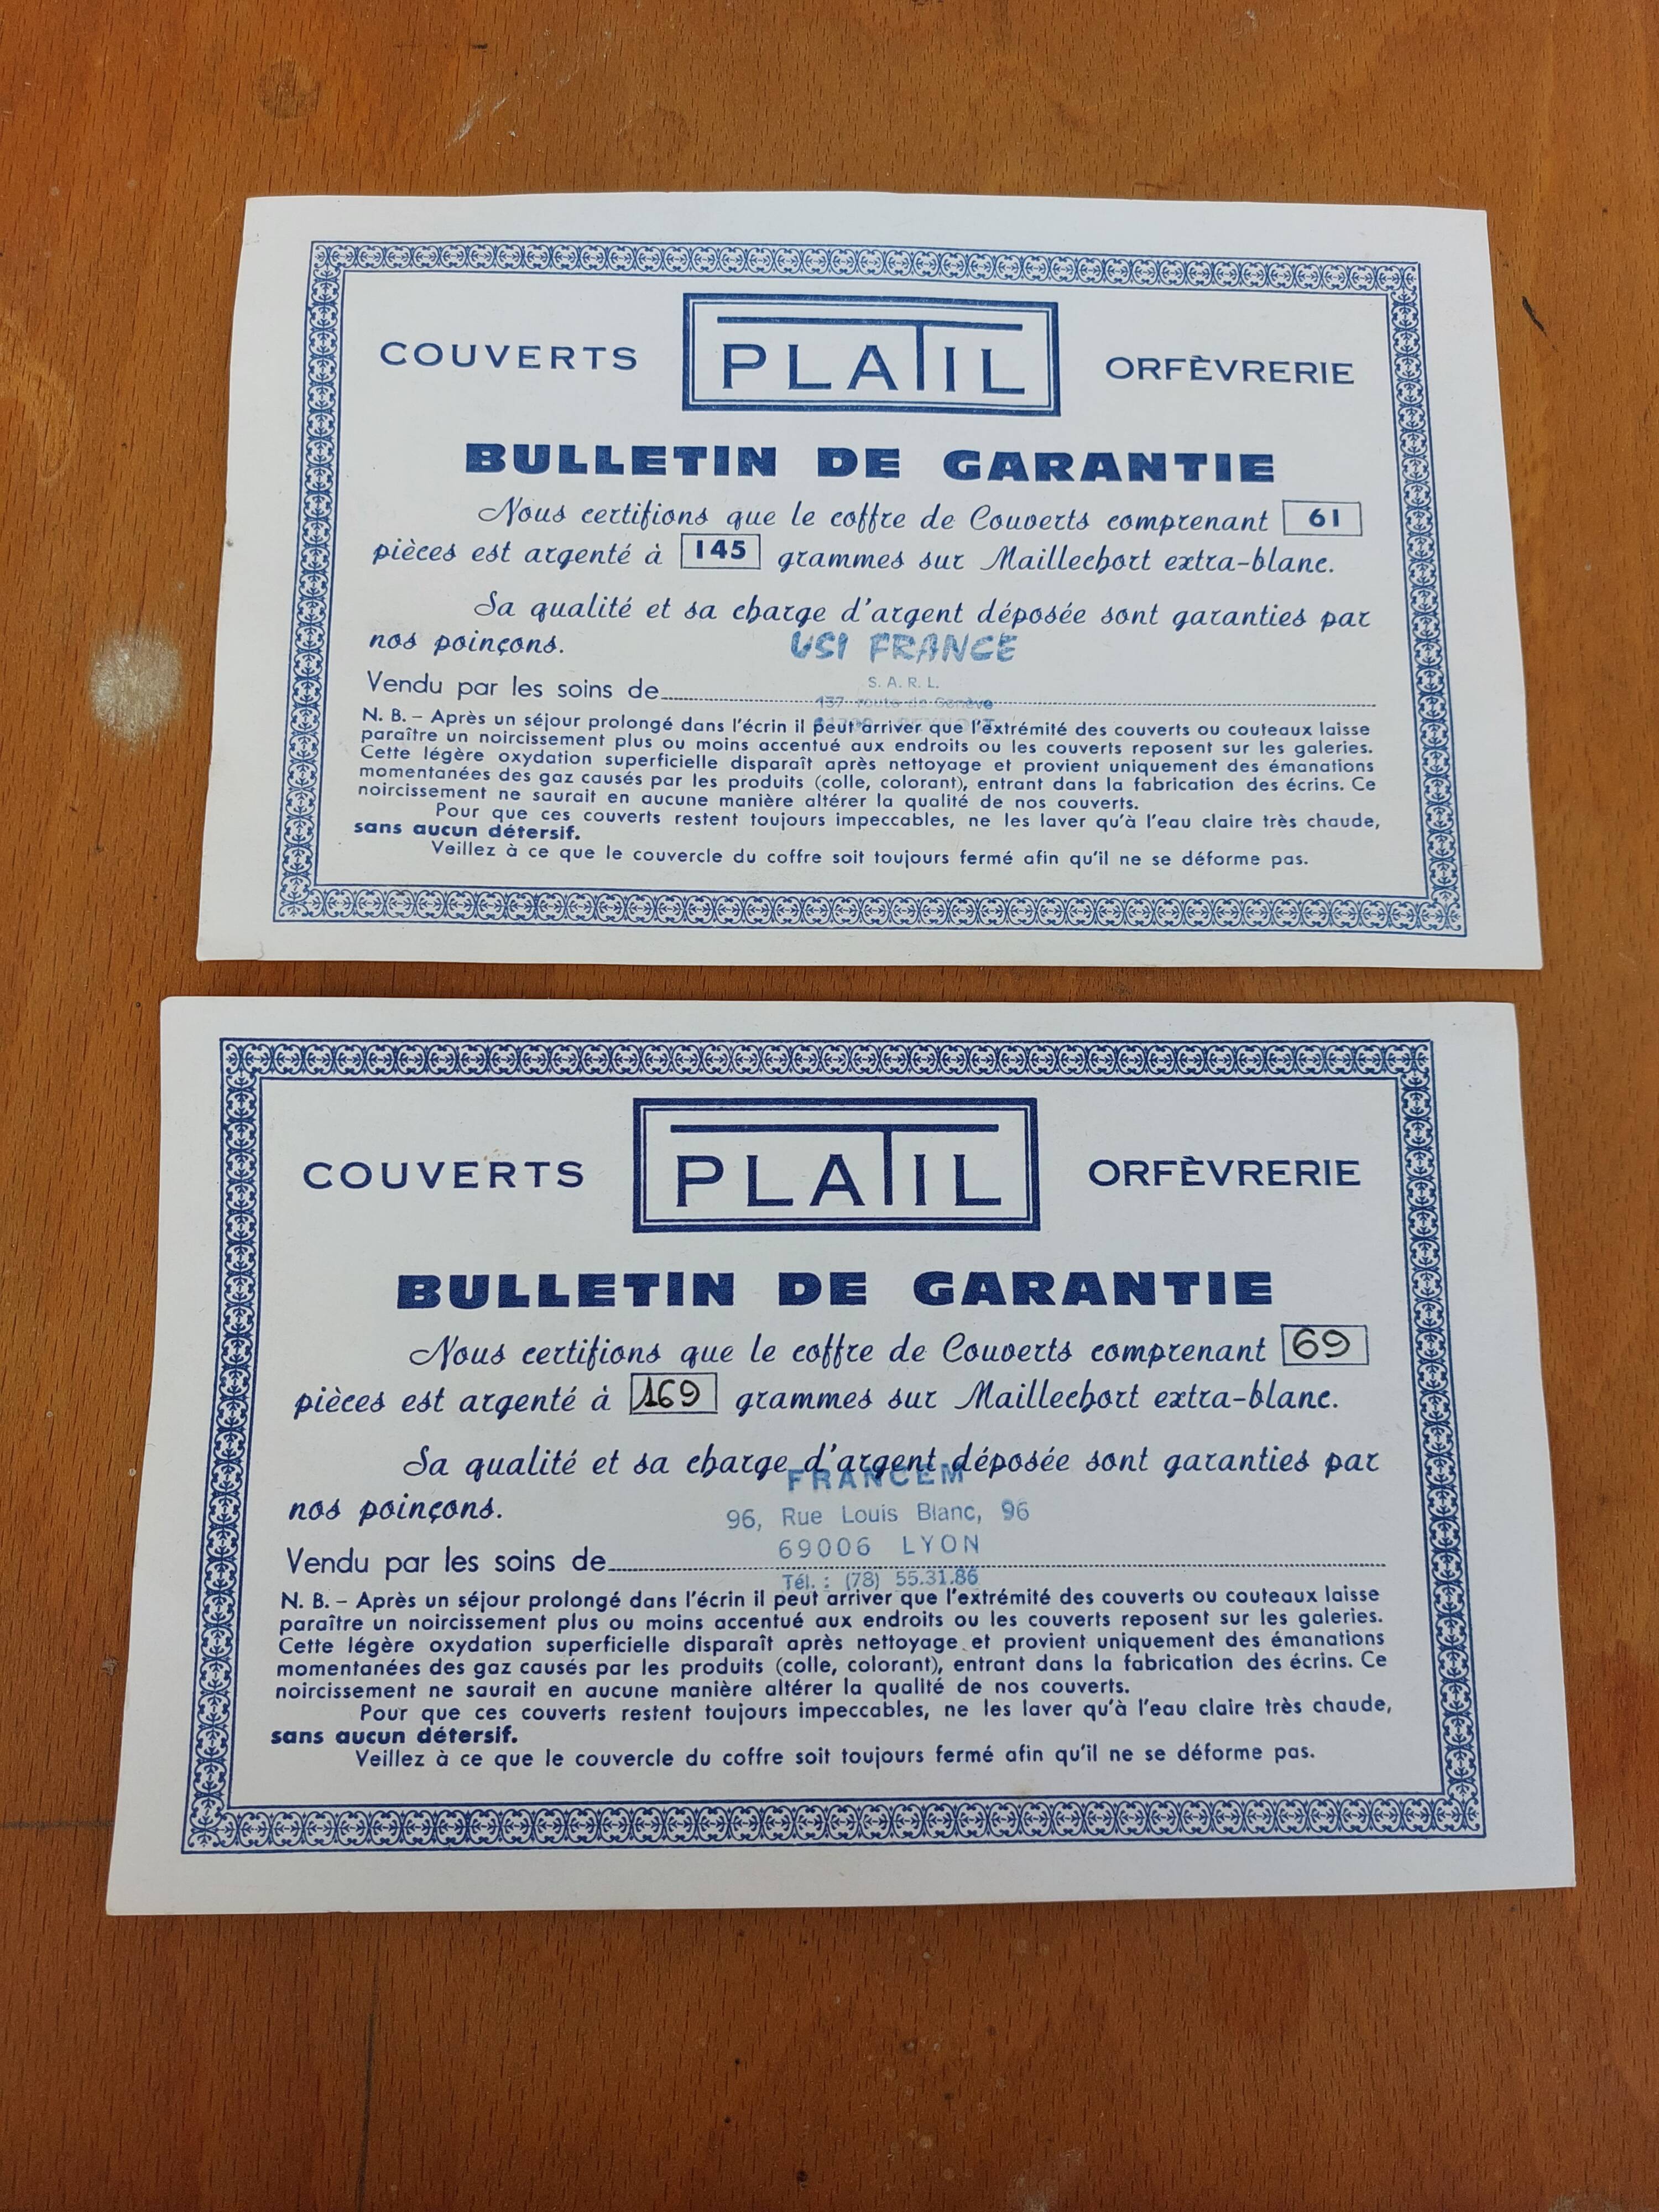 COUVERTS PLATIL ORFÈVRERIE
BULLETIN DE GARANTIE
Nous certifions que le coffre de Couverts comprenant 61
pièces est argenté à 145 grammes sur Maillechort extra-blanc.
Sa qualité et sa charge d'argent déposée sont garanties par
nos poinçons.
USI FRANCE
S. A. R. L.
137 route de Genève
Vendu par les soins de
N. B. – Après un séjour prolongé dans l'écrin il peut arriver que l'extrémité des couverts ou couteaux laisse
paraître un noircissement plus ou moins accentué aux endroits ou les couverts reposent sur les galeries.
Cette légère oxydation superficielle disparaît après nettoyage et provient uniquement des émanations
momentanées des gaz causés par les produits (colle, colorant), entrant dans la fabrication des écrins. Ce
noircissement ne saurait en aucune manière altérer la qualité de nos couverts.
Pour que ces couverts restent toujours impeccables, ne les laver qu'à l'eau claire très chaude,
sans aucun détersif.
Veillez à ce que le couvercle du coffre soit toujours fermé afin qu'il ne se déforme pas.
COUVERTS PLATIL ORFÈVRERIE
BULLETIN DE GARANTIE
Nous certifions que le coffre de Couverts comprenant 69
pièces est argenté à 169 grammes sur Maillechort extra-blanc.
Sa qualité et sa charge d'argent déposée sont garanties par
FRANCEM
nos poinçons.
96, Rue Louis Blanc, 96
69006 LYON
Vendu par les soins de
Tél. : (78) 55.31.86
N. B. – Après un séjour prolongé dans l'écrin il peut arriver que l'extrémité des couverts ou couteaux laisse
paraître un noircissement plus ou moins accentué aux endroits ou les couverts reposent sur les galeries.
Cette légère oxydation superficielle disparaît après nettoyage et provient uniquement des émanations
momentanées des gaz causés par les produits (colle, colorant), entrant dans la fabrication des écrins. Ce
noircissement ne saurait en aucune manière altérer la qualité de nos couverts.
Pour que ces couverts restent toujours impeccables, ne les laver qu'à l'eau claire très chaude,
sans aucun détersif.
Veillez à ce que le couvercle du coffre soit toujours fermé afin qu'il ne se déforme pas.